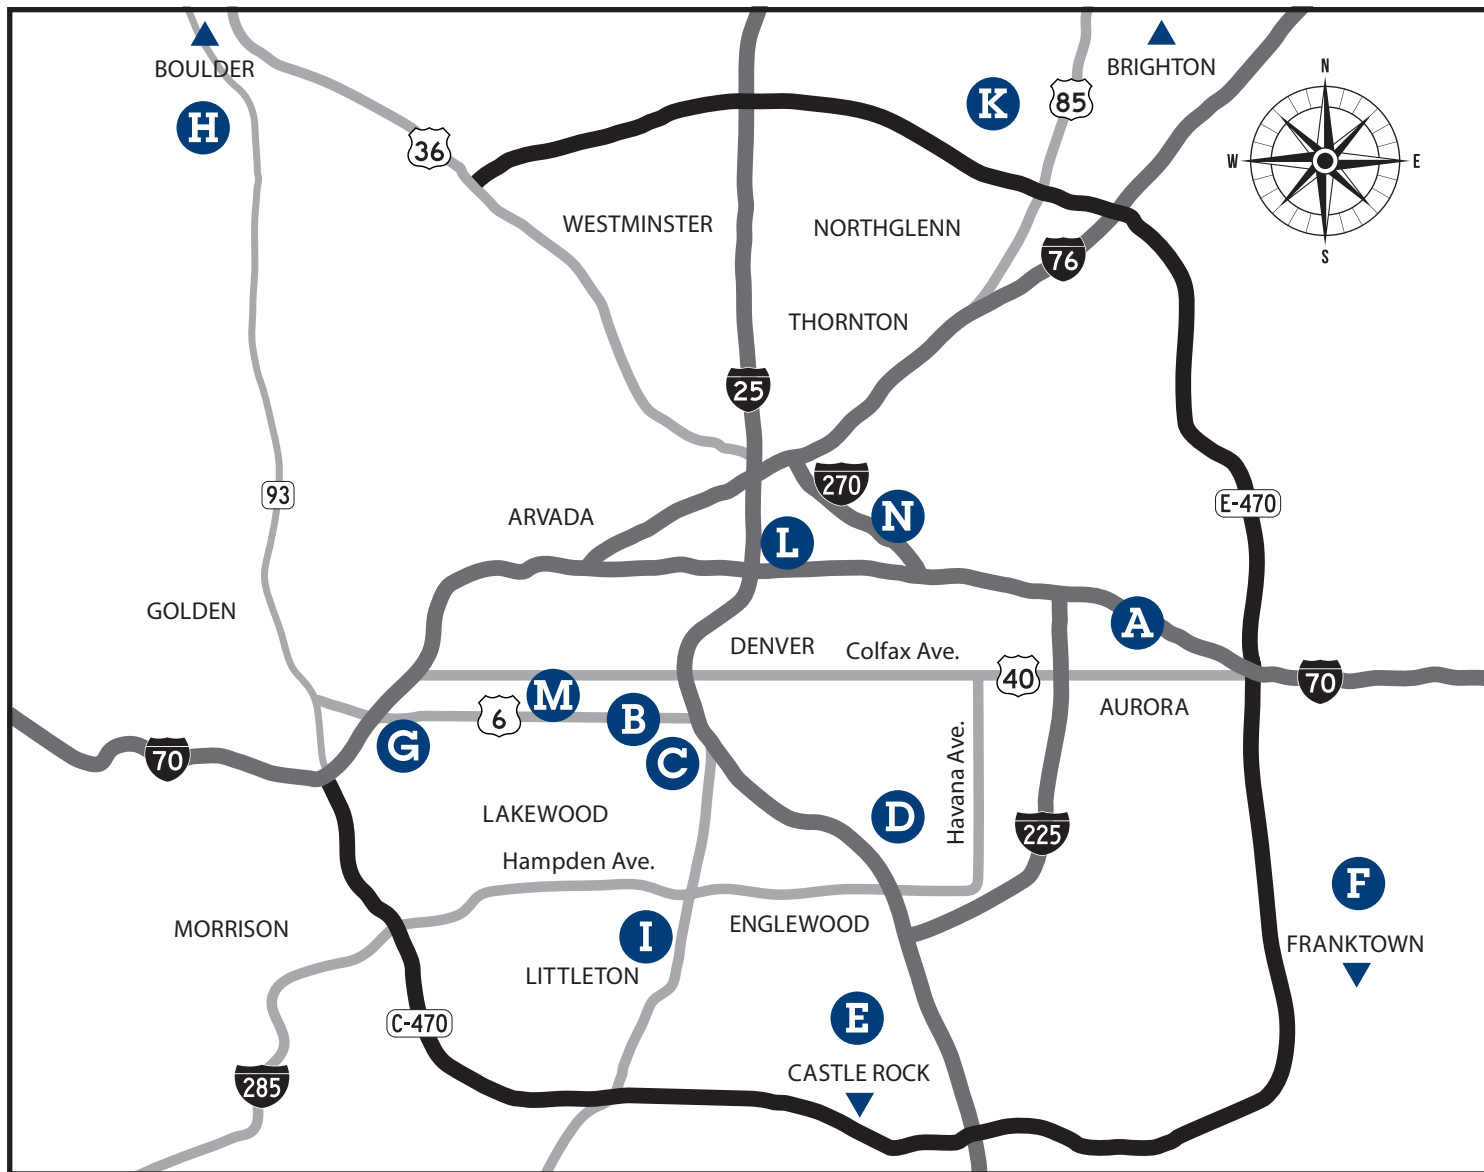 BOULDER
BRIGHTON
N
K
85
H
36
W
E
WESTMINSTER
NORTHGLENN
S
76
THORNTON
25
270
93
E-470
ARVADA
N
L
GOLDEN
A
DENVER
Colfax Ave.
40
70
M
AURORA
6
B
G
70
C
Havana Ave.
LAKEWOOD
D
225
Hampden Ave.
F
MORRISON
I
ENGLEWOOD
FRANKTOWN
LITTLETON
E
C-470
CASTLE ROCK
285